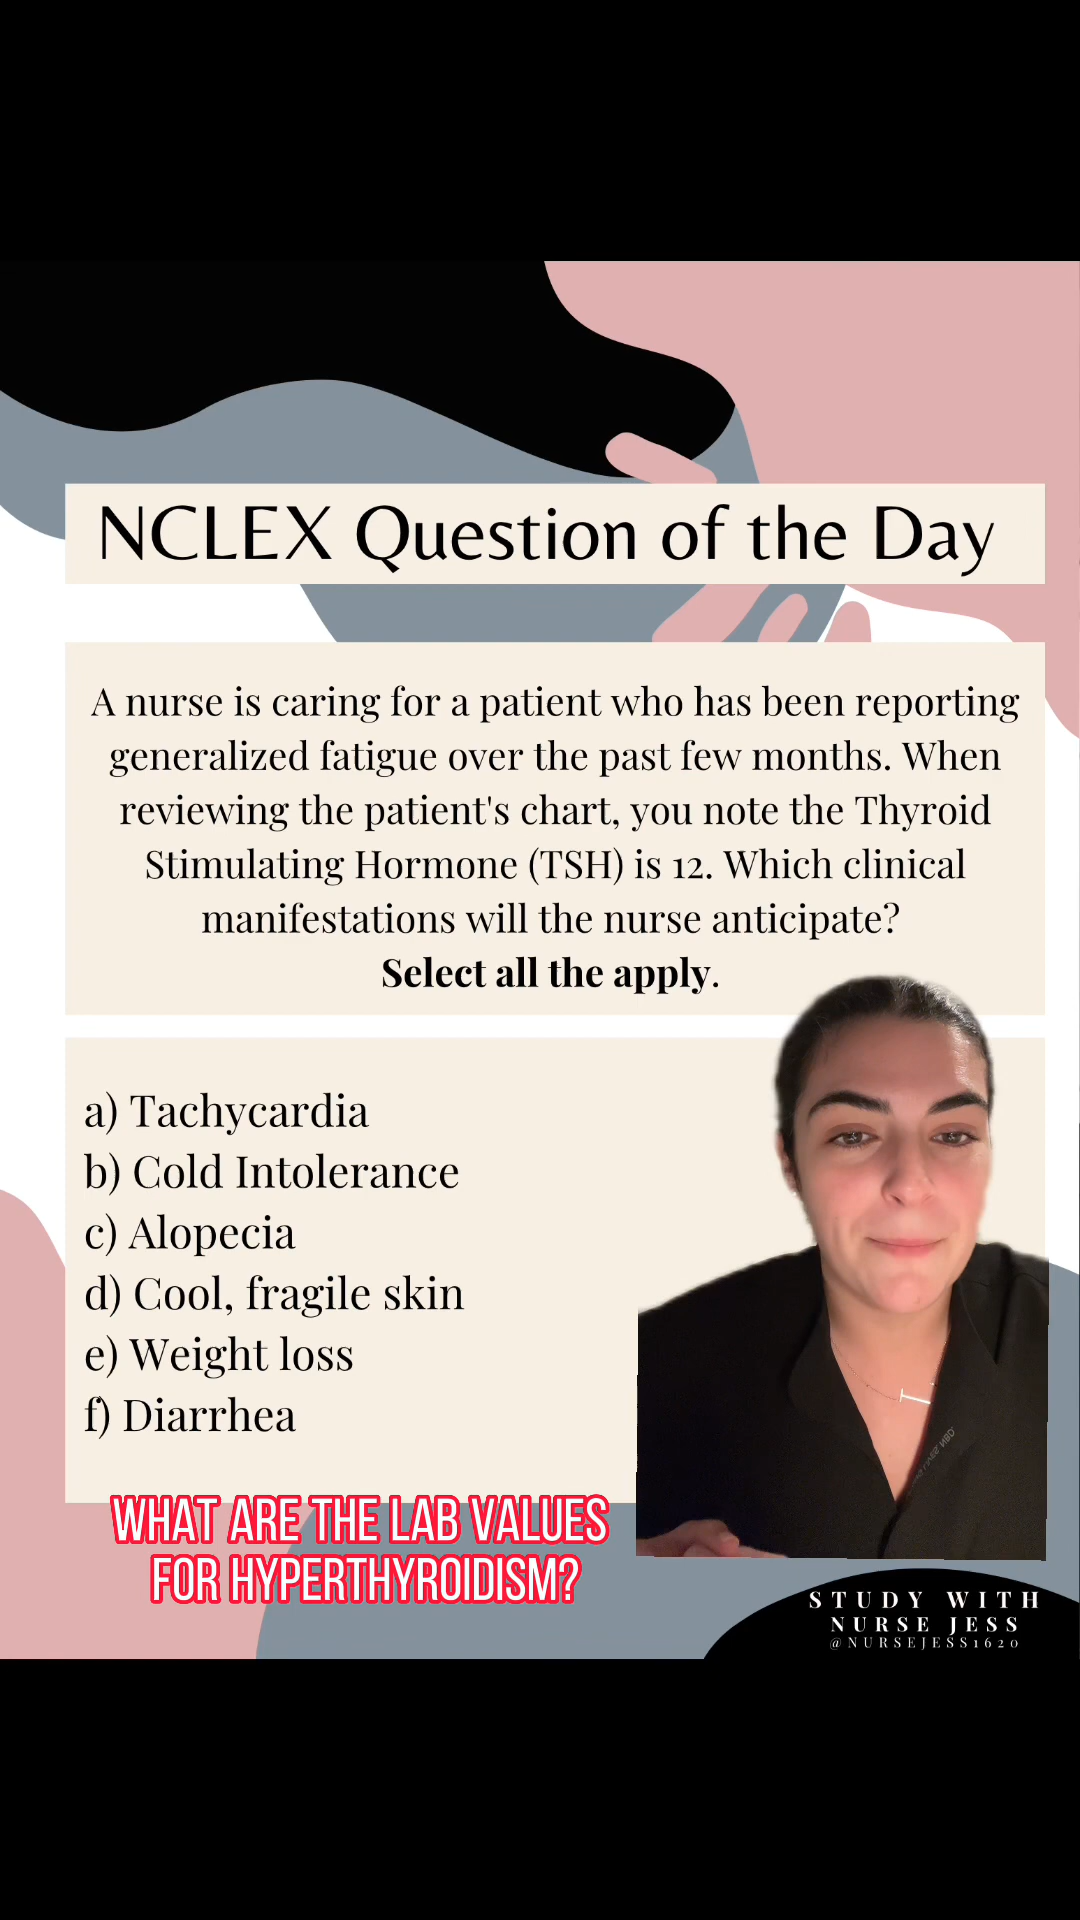 NCLEX Question of the Day
A nurse is caring for a patient who has been reporting
generalized fatigue over the past few months. When
reviewing the patient's chart, you note the Thyroid
Stimulating Hormone (TSH) is 12. Which clinical
manifestations will the nurse anticipate?
Select all the apply.
a) Tachycardia
b) Cold Intolerance
c) Alopecia
d) Cool, fragile skin
e) Weight loss
f) Diarrhea
WHAT ARE THE LAB VALUES
FOR HYPERTHYROIDISM?
STUDY WITH
NURSE JESS
@NURSEJESS1620